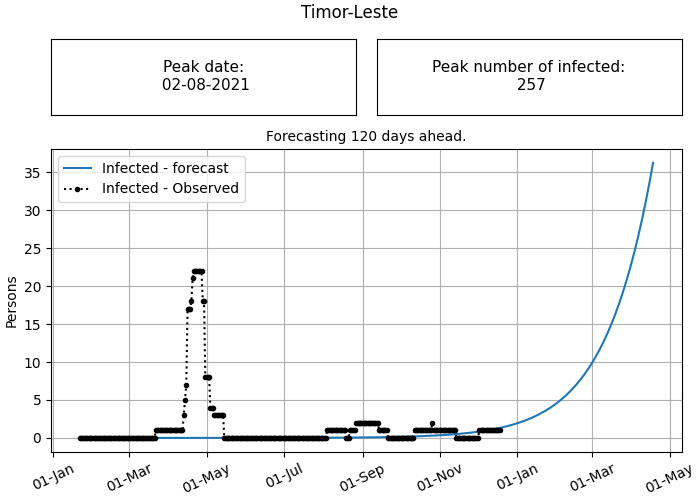 Timor-Leste
Peak date:
02-08-2021
Peak number of infected:
257
Forecasting 120 days ahead.
Infected - forecast
Infected - Observed
Persons
35
30
25
20
15
10
5
0
01-Jan
01-Mar
01-May
01-Jul
01-Sep
01-Nov
01-Jan
01-Mar
01-May